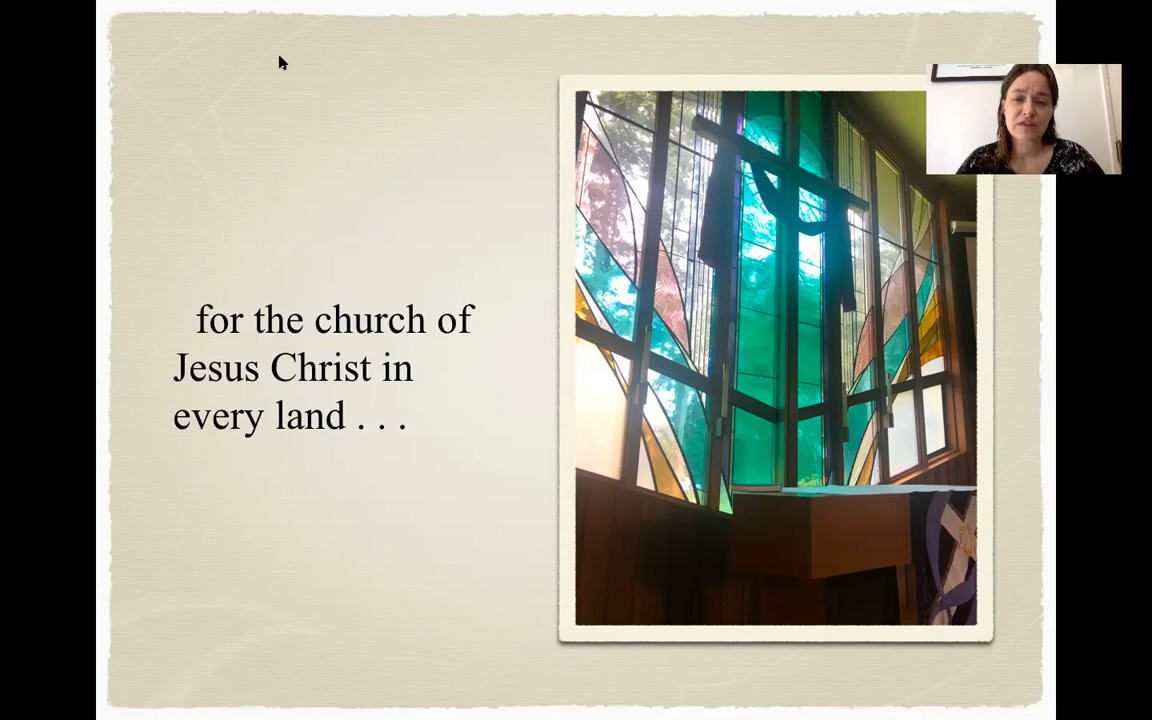 for the church of
Jesus Christ in
every land . . .